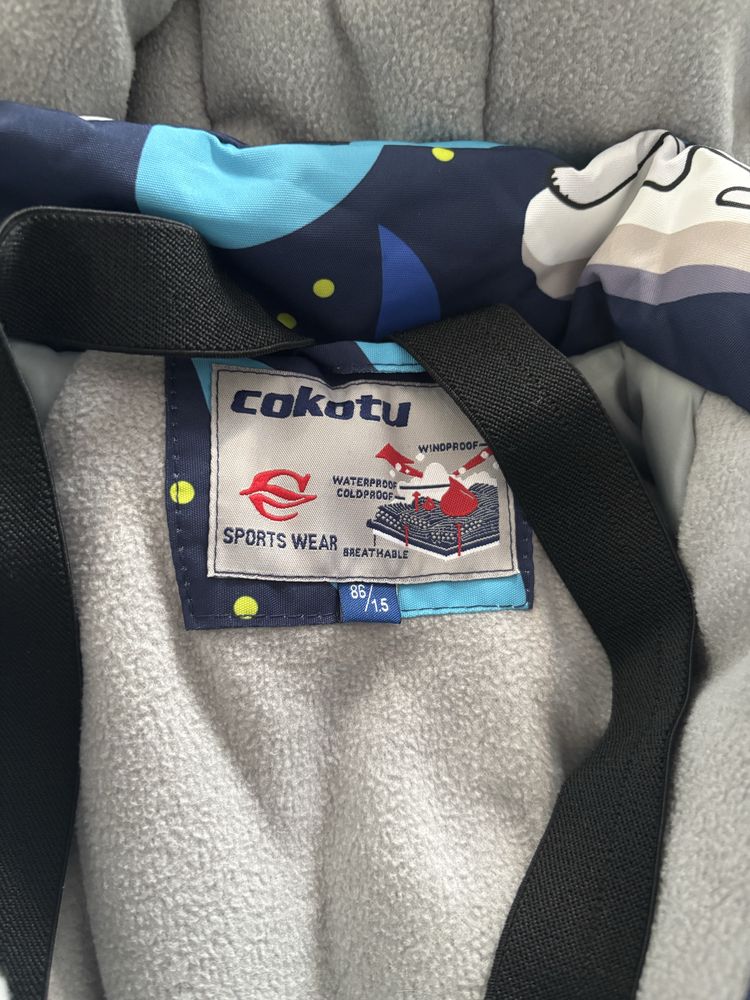 cokotu
WINDPROOF
WATERPROOF
COLDPROOF
SPORTS WEAR
BREATHABLE
86/1.5